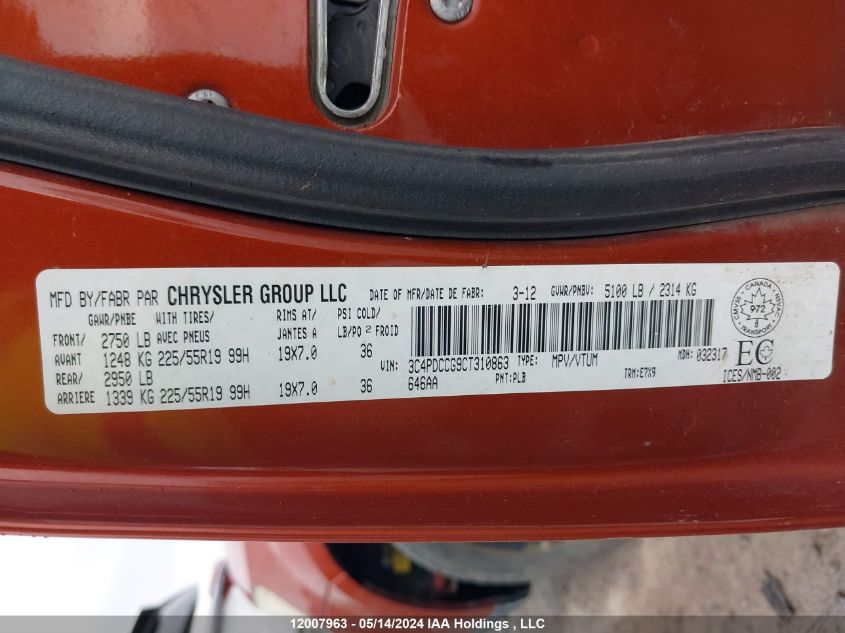 MFD BY/FABR PAR CHRYSLER GROUP LLC DATE OF MFR/DATE DE FABR: 3-12 GVWR/PNBV: 5100 LB / 2314 KG
GAWR/PNBE WITH TIRES/ RIMS AT/ PSI COLD/
FRONT/ 2750 LB AVEC PNEUS JANTES A LB/PO 2 FROID
AVANT 1248 KG 225/55R19 99H 19X7.0 36
REAR/ 2950 LB
ARRIERE 1339 KG 225/55R19 99H 19X7.0 36
VIN: 3C4PDCCG9CT310863 TYPE: MPV/VTUM MDH: 032317
646AA PNT:PLB TRM:E7X9
CANADA
CMVSS NSVAC
972
TRANSPORT
EC
ICES/NMB-002
12007963 - 05/14/2024 IAA Holdings , LLC